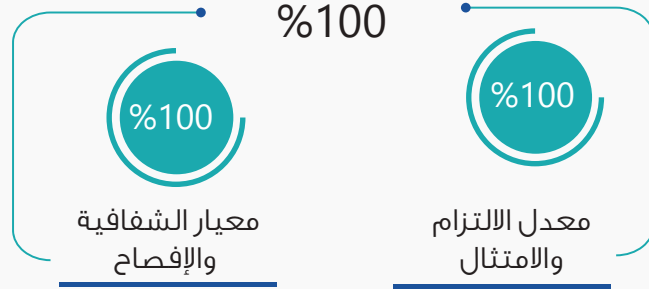 %100
%100
معدل الالتزام
والامتثال
%100
معيار الشفافية
والإفصاح